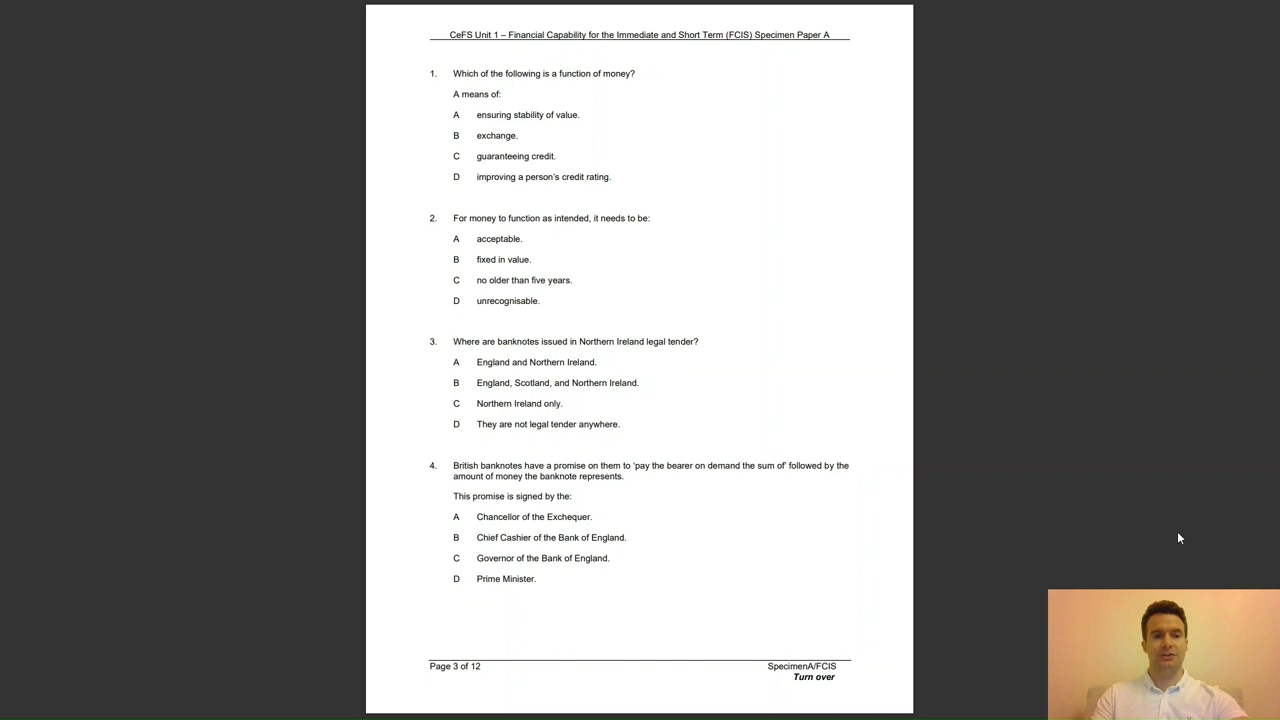 CeFS Unit 1 – Financial Capability for the Immediate and Short Term (FCIS) Specimen Paper A
1. Which of the following is a function of money?
A means of:
A ensuring stability of value.
B exchange.
C guaranteeing credit.
D improving a person's credit rating.
2. For money to function as intended, it needs to be:
A acceptable.
B fixed in value.
C no older than five years.
D unrecognisable.
3. Where are banknotes issued in Northern Ireland legal tender?
A England and Northern Ireland.
B England, Scotland, and Northern Ireland.
C Northern Ireland only.
D They are not legal tender anywhere.
4. British banknotes have a promise on them to 'pay the bearer on demand the sum of' followed by the
amount of money the banknote represents.
This promise is signed by the:
A Chancellor of the Exchequer.
B Chief Cashier of the Bank of England.
C Governor of the Bank of England.
D Prime Minister.
Page 3 of 12 SpecimenA/FCIS
Turn over